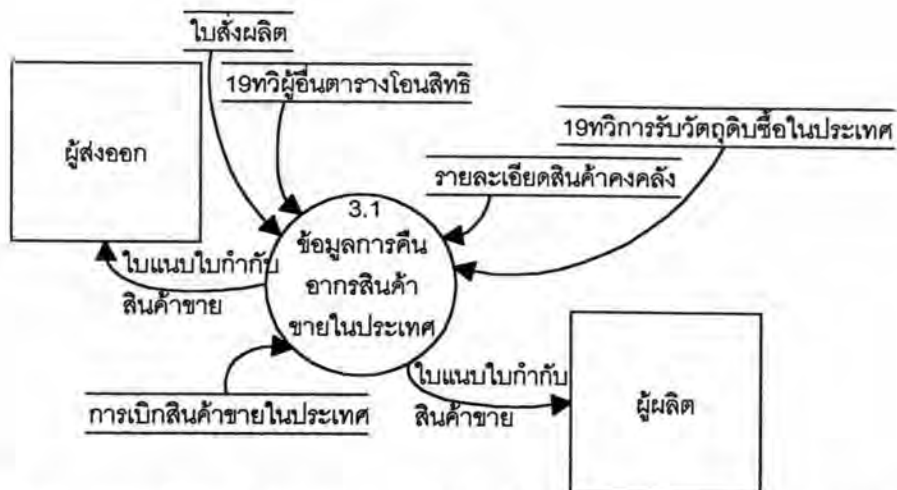 ใบสั่งผลิต
19ทวิผู้อื่นตารางโอนสิทธิ
19ทวิการรับวัตถุดิบซื้อในประเทศ
ผู้ส่งออก
รายละเอียดสินค้าคงคลัง
3.1
ข้อมูลการคืน
อากรสินค้า
ขายในประเทศ
ใบแนบใบกำกับ
สินค้าขาย
ใบแนบใบกำกับ
สินค้าขาย
การเบิกสินค้าขายในประเทศ
ผู้ผลิต